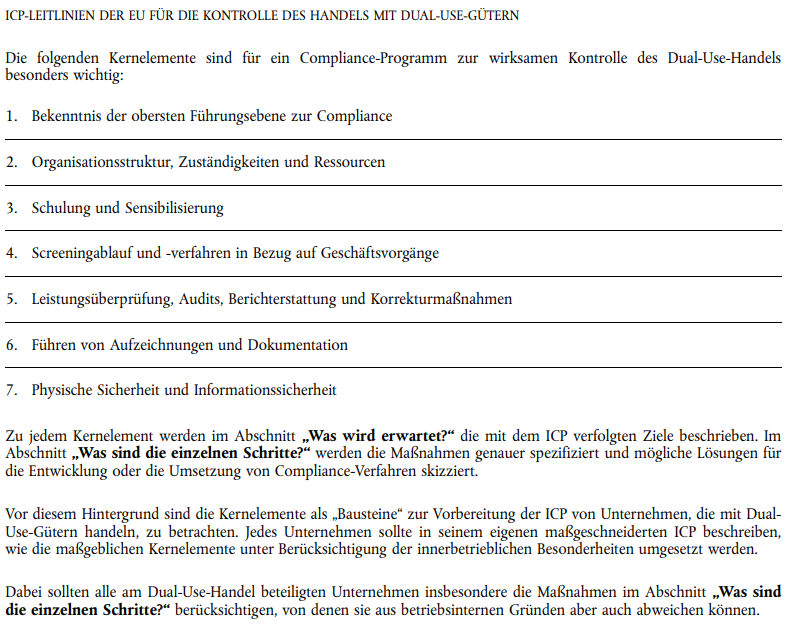 ICP-LEITLINIEN DER EU FÜR DIE KONTROLLE DES HANDELS MIT DUAL-USE-GÜTERN
Die folgenden Kernelemente sind für ein Compliance-Programm zur wirksamen Kontrolle des Dual-Use-Handels
besonders wichtig:
1. Bekenntnis der obersten Führungsebene zur Compliance
2. Organisationsstruktur, Zuständigkeiten und Ressourcen
3. Schulung und Sensibilisierung
4. Screeningablauf und -verfahren in Bezug auf Geschäftsvorgänge
5. Leistungsüberprüfung, Audits, Berichterstattung und Korrekturmaßnahmen
6. Führen von Aufzeichnungen und Dokumentation
7. Physische Sicherheit und Informationssicherheit
Zu jedem Kernelement werden im Abschnitt „Was wird erwartet?“ die mit dem ICP verfolgten Ziele beschrieben. Im
Abschnitt „Was sind die einzelnen Schritte?“ werden die Maßnahmen genauer spezifiziert und mögliche Lösungen für
die Entwicklung oder die Umsetzung von Compliance-Verfahren skizziert.
Vor diesem Hintergrund sind die Kernelemente als „Bausteine“ zur Vorbereitung der ICP von Unternehmen, die mit Dual-
Use-Gütern handeln, zu betrachten. Jedes Unternehmen sollte in seinem eigenen maßgeschneiderten ICP beschreiben,
wie die maßgeblichen Kernelemente unter Berücksichtigung der innerbetrieblichen Besonderheiten umgesetzt werden.
Dabei sollten alle am Dual-Use-Handel beteiligten Unternehmen insbesondere die Maßnahmen im Abschnitt „Was sind
die einzelnen Schritte?“ berücksichtigen, von denen sie aus betriebsinternen Gründen aber auch abweichen können.